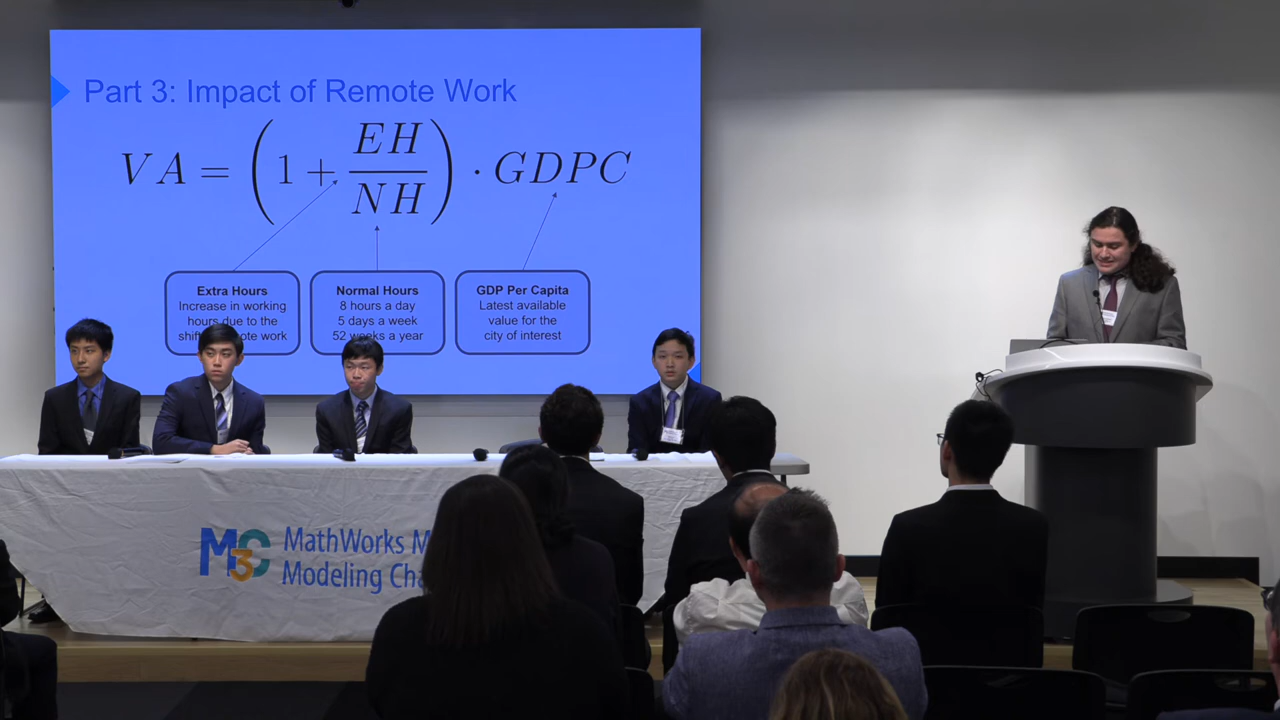 Part 3: Impact of Remote Work
VA = (1 + EH/NH) · GDPC
Extra Hours
Increase in working
hours due to the
work
Normal Hours
8 hours a day
5 days a week
52 weeks a year
GDP Per Capita
Latest available
value for the
city of interest
M3C MathWorks
Modeling